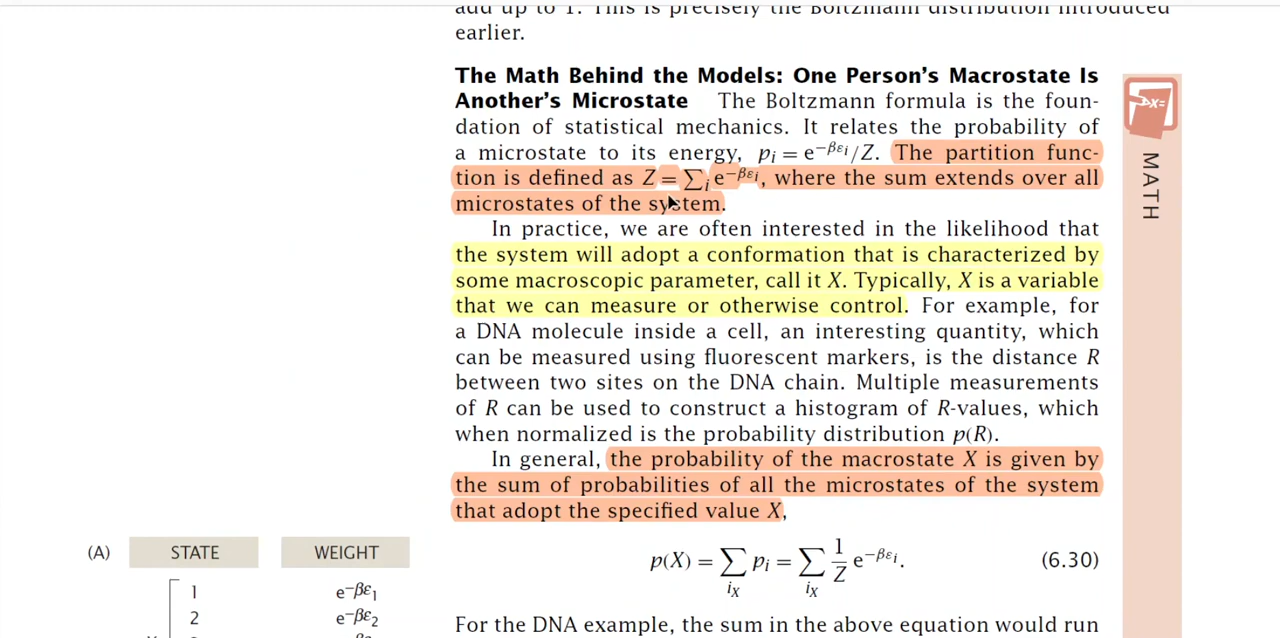 add up to 1. This is precisely the Boltzmann distribution introduced
earlier.
The Math Behind the Models: One Person's Macrostate Is
Another's Microstate The Boltzmann formula is the foun-
dation of statistical mechanics. It relates the probability of
a microstate to its energy, pᵢ = e^−βεᵢ/Z. The partition func-
tion is defined as Z = ∑ᵢ e^−βεᵢ, where the sum extends over all
microstates of the system.
In practice, we are often interested in the likelihood that
the system will adopt a conformation that is characterized by
some macroscopic parameter, call it X. Typically, X is a variable
that we can measure or otherwise control. For example, for
a DNA molecule inside a cell, an interesting quantity, which
can be measured using fluorescent markers, is the distance R
between two sites on the DNA chain. Multiple measurements
of R can be used to construct a histogram of R-values, which
when normalized is the probability distribution p(R).
In general, the probability of the macrostate X is given by
the sum of probabilities of all the microstates of the system
that adopt the specified value X,
p(X) = ∑_{i_X} pᵢ = ∑_{i_X} 1/Z e^−βεᵢ. (6.30)
For the DNA example, the sum in the above equation would run
Δx=
MATH
(A) STATE WEIGHT
1 e^−βε₁
2 e^−βε₂